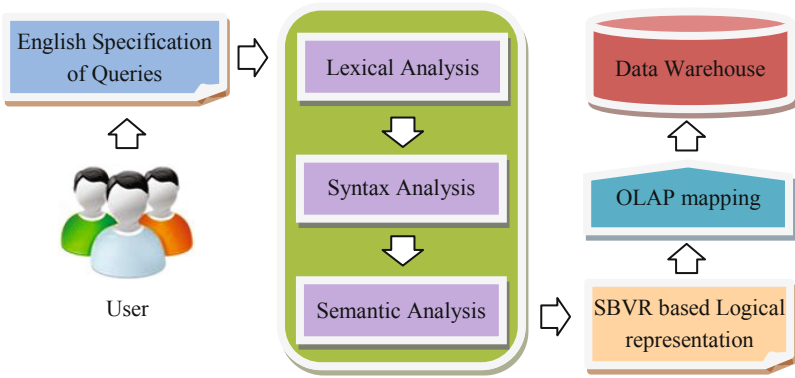 English Specification
of Queries
User
Lexical Analysis
Syntax Analysis
Semantic Analysis
SBVR based Logical
representation
OLAP mapping
Data Warehouse